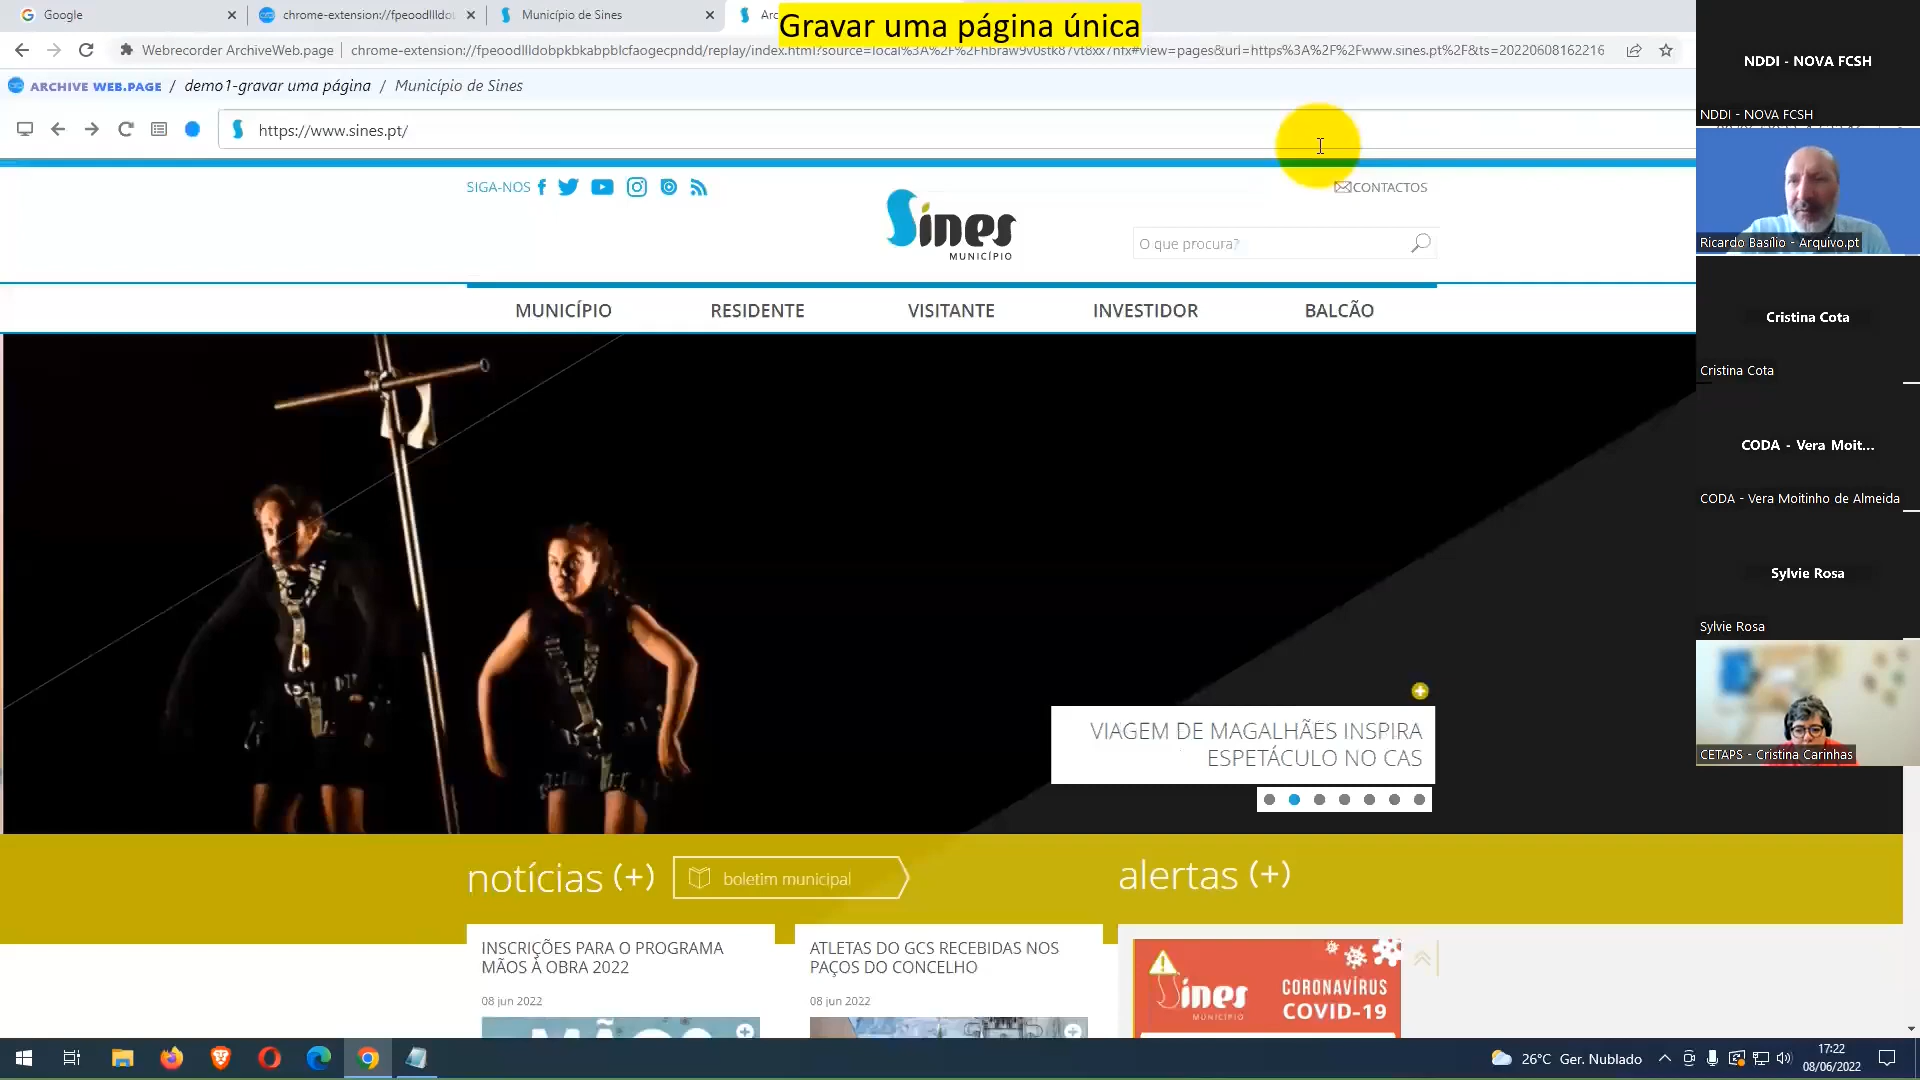 Google
chrome-extension://fpeoodllldo
Município de Sines
Gravar uma página única
Webrecorder ArchiveWeb.page
chrome-extension://fpeoodllldobpkbkabpblcfaogecpndd/replay/index.html?source=local%3A%2F%2Fhbraw9v0stk87vt8xx7nfx#view=pages&url=https%3A%2F%2Fwww.sines.pt%2F&ts=20220608162216
ARCHIVE WEB.PAGE / demo1-gravar uma página / Município de Sines
https://www.sines.pt/
SIGA-NOS
Sines
MUNICÍPIO
CONTACTOS
O que procura?
MUNICÍPIO
RESIDENTE
VISITANTE
INVESTIDOR
BALCÃO
VIAGEM DE MAGALHÃES INSPIRA
ESPETÁCULO NO CAS
notícias (+)
boletim municipal
alertas (+)
INSCRIÇÕES PARA O PROGRAMA
MÃOS À OBRA 2022
08 jun 2022
ATLETAS DO GCS RECEBIDAS NOS
PAÇOS DO CONCELHO
08 jun 2022
Sines
MUNICÍPIO
CORONAVÍRUS
COVID-19
NDDI - NOVA FCSH
NDDI - NOVA FCSH
Ricardo Basílio - Arquivo.pt
Cristina Cota
Cristina Cota
CODA - Vera Moit...
CODA - Vera Moitinho de Almeida
Sylvie Rosa
Sylvie Rosa
CETAPS - Cristina Carinhas
26°C Ger. Nublado
17:22
08/06/2022